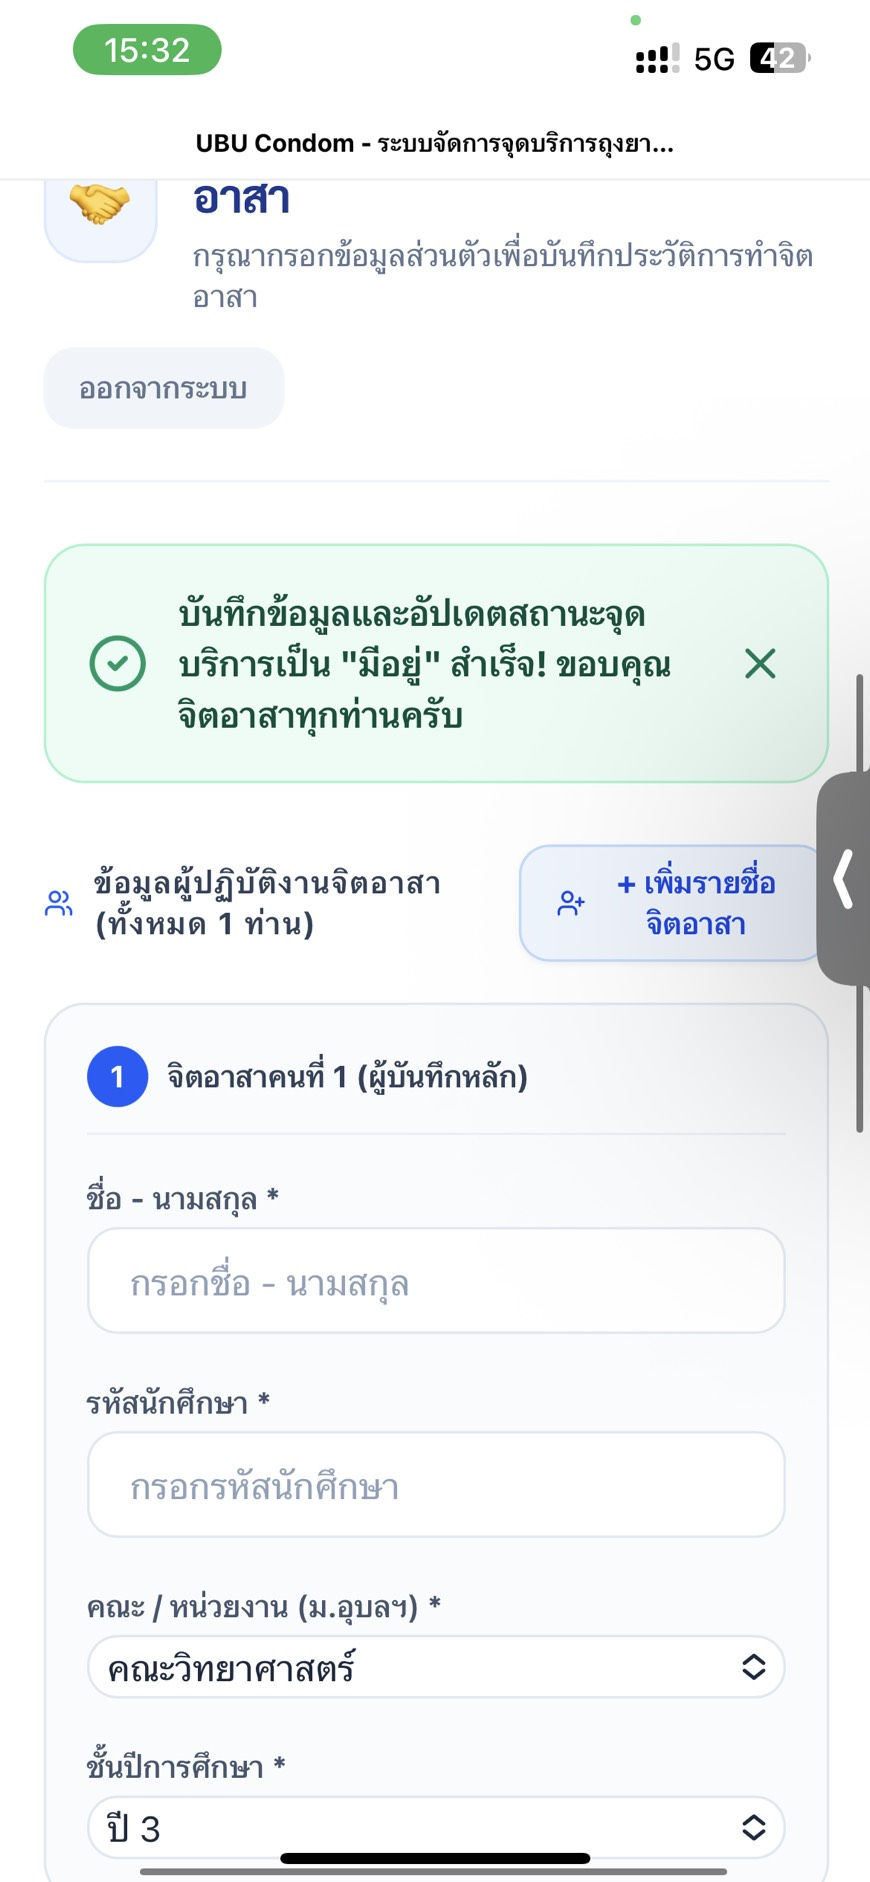 15:32
5G 42
UBU Condom - ระบบจัดการจุดบริการถุงยา...
อาสา
กรุณากรอกข้อมูลส่วนตัวเพื่อบันทึกประวัติการทำจิต
อาสา
ออกจากระบบ
บันทึกข้อมูลและอัปเดตสถานะจุด
บริการเป็น "มีอยู่" สำเร็จ! ขอบคุณ
จิตอาสาทุกท่านครับ
ข้อมูลผู้ปฏิบัติงานจิตอาสา
(ทั้งหมด 1 ท่าน)
+ เพิ่มรายชื่อ
จิตอาสา
1 จิตอาสาคนที่ 1 (ผู้บันทึกหลัก)
ชื่อ - นามสกุล *
กรอกชื่อ - นามสกุล
รหัสนักศึกษา *
กรอกรหัสนักศึกษา
คณะ / หน่วยงาน (ม.อุบลฯ) *
คณะวิทยาศาสตร์
ชั้นปีการศึกษา *
ปี 3